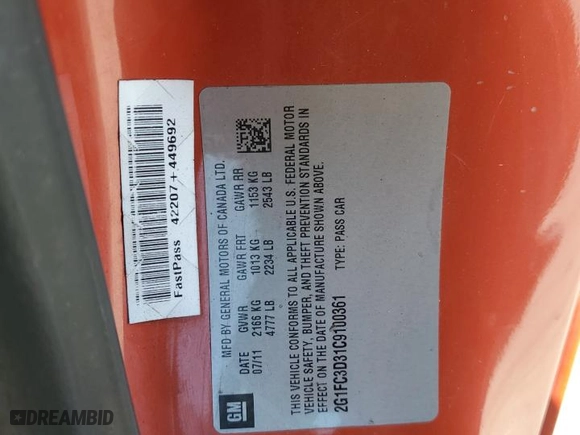 FastPass 42207+449692
MFD BY GENERAL MOTORS OF CANADA LTD.
DATE GVWR GAWR FRT GAWR RR
07/11 2166 KG 1013 KG 1153 KG
4777 LB 2234 LB 2543 LB
THIS VEHICLE CONFORMS TO ALL APPLICABLE U.S. FEDERAL MOTOR
VEHICLE SAFETY, BUMPER, AND THEFT PREVENTION STANDARDS IN
EFFECT ON THE DATE OF MANUFACTURE SHOWN ABOVE.
2G1FC3D31C9100361 TYPE: PASS CAR
GM
DREAMBID